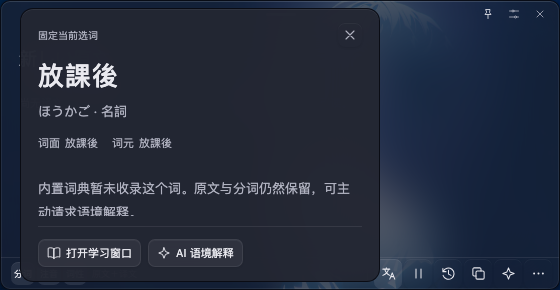 固定当前选词
放課後
ほうかご · 名詞
词面 放課後 词元 放課後
内置词典暂未收录这个词。原文与分词仍然保留，可主
动请求语境解释。
打开学习窗口 AI 语境解释